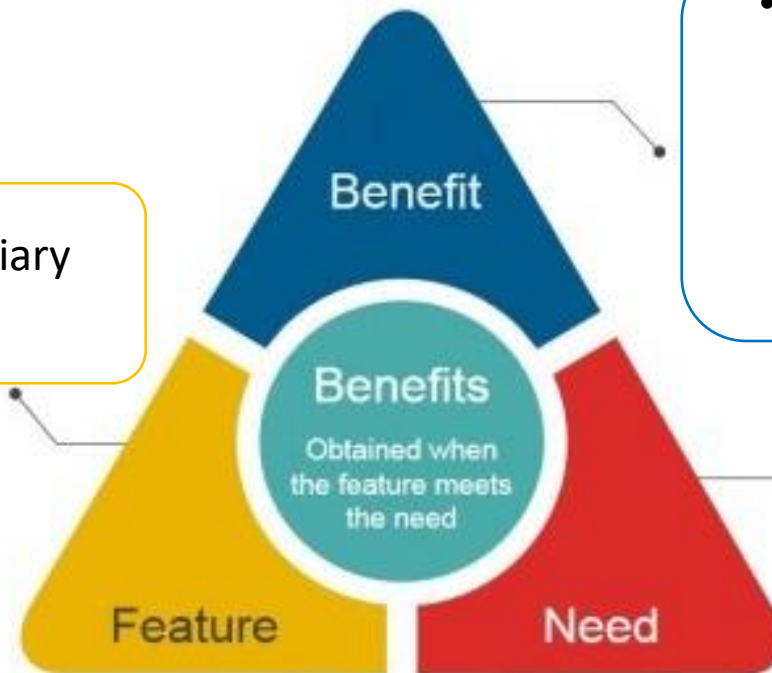 •
Benefit
iary
Benefits
Obtained when
the feature meets
the need
Feature
Need